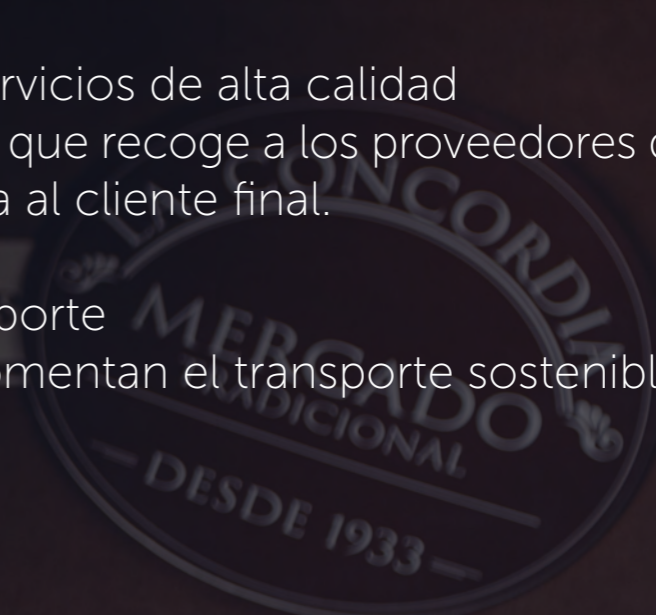 rvicios de alta calidad
que recoge a los proveedores
a al cliente final.
porte
omentan el transporte sostenibl
LA CONCORDIA
MERCADO
TRADICIONAL
— DESDE 1933 —